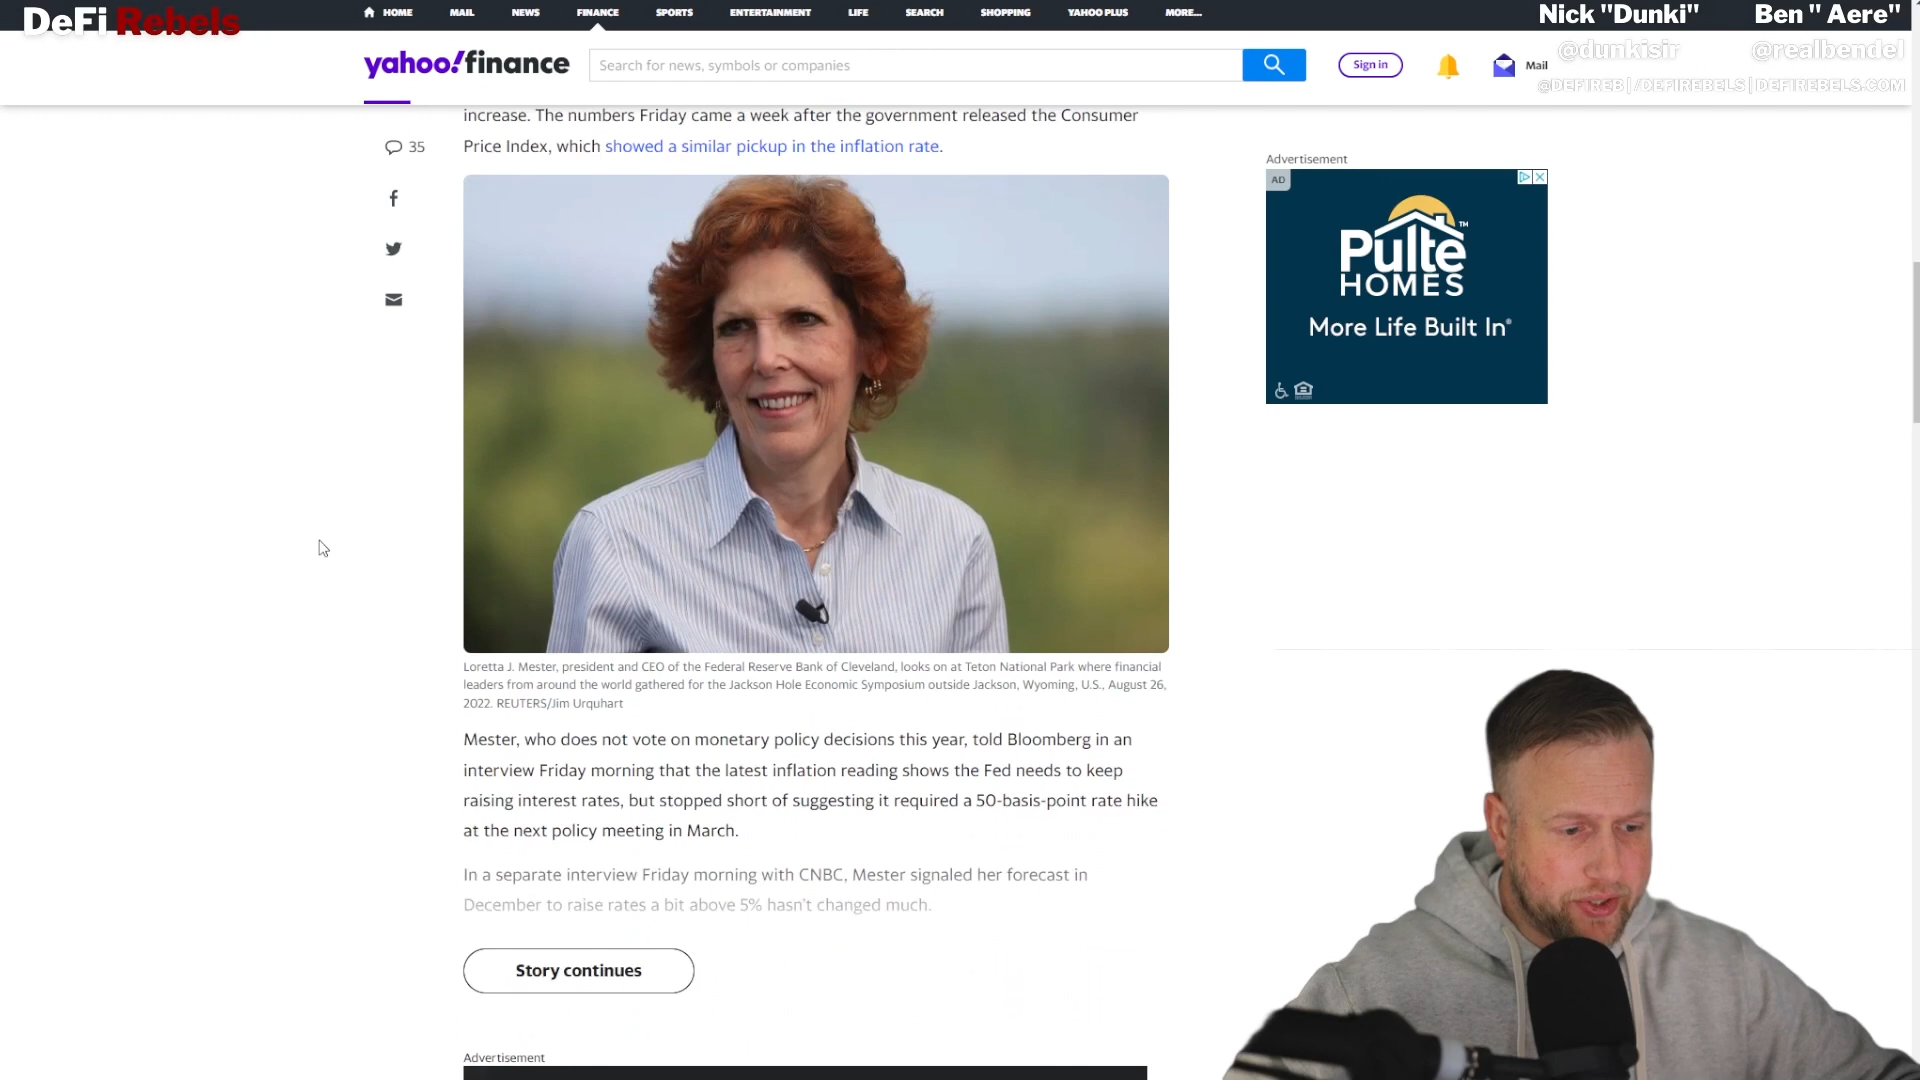 DeFi Rebels
HOME MAIL NEWS FINANCE SPORTS ENTERTAINMENT LIFE SEARCH SHOPPING YAHOO PLUS MORE...
Nick "Dunki" Ben " Aere"
@dunkisir @realbendel
@DEFIREB|/DEFIREBELS|DEFIREBELS.COM
yahoo!finance
Search for news, symbols or companies
Sign in
Mail
increase. The numbers Friday came a week after the government released the Consumer
Price Index, which showed a similar pickup in the inflation rate.
35
Advertisement
AD
Pulte™
HOMES
More Life Built In®
Loretta J. Mester, president and CEO of the Federal Reserve Bank of Cleveland, looks on at Teton National Park where financial
leaders from around the world gathered for the Jackson Hole Economic Symposium outside Jackson, Wyoming, U.S., August 26,
2022. REUTERS/Jim Urquhart
Mester, who does not vote on monetary policy decisions this year, told Bloomberg in an
interview Friday morning that the latest inflation reading shows the Fed needs to keep
raising interest rates, but stopped short of suggesting it required a 50-basis-point rate hike
at the next policy meeting in March.
In a separate interview Friday morning with CNBC, Mester signaled her forecast in
December to raise rates a bit above 5% hasn't changed much.
Story continues
Advertisement